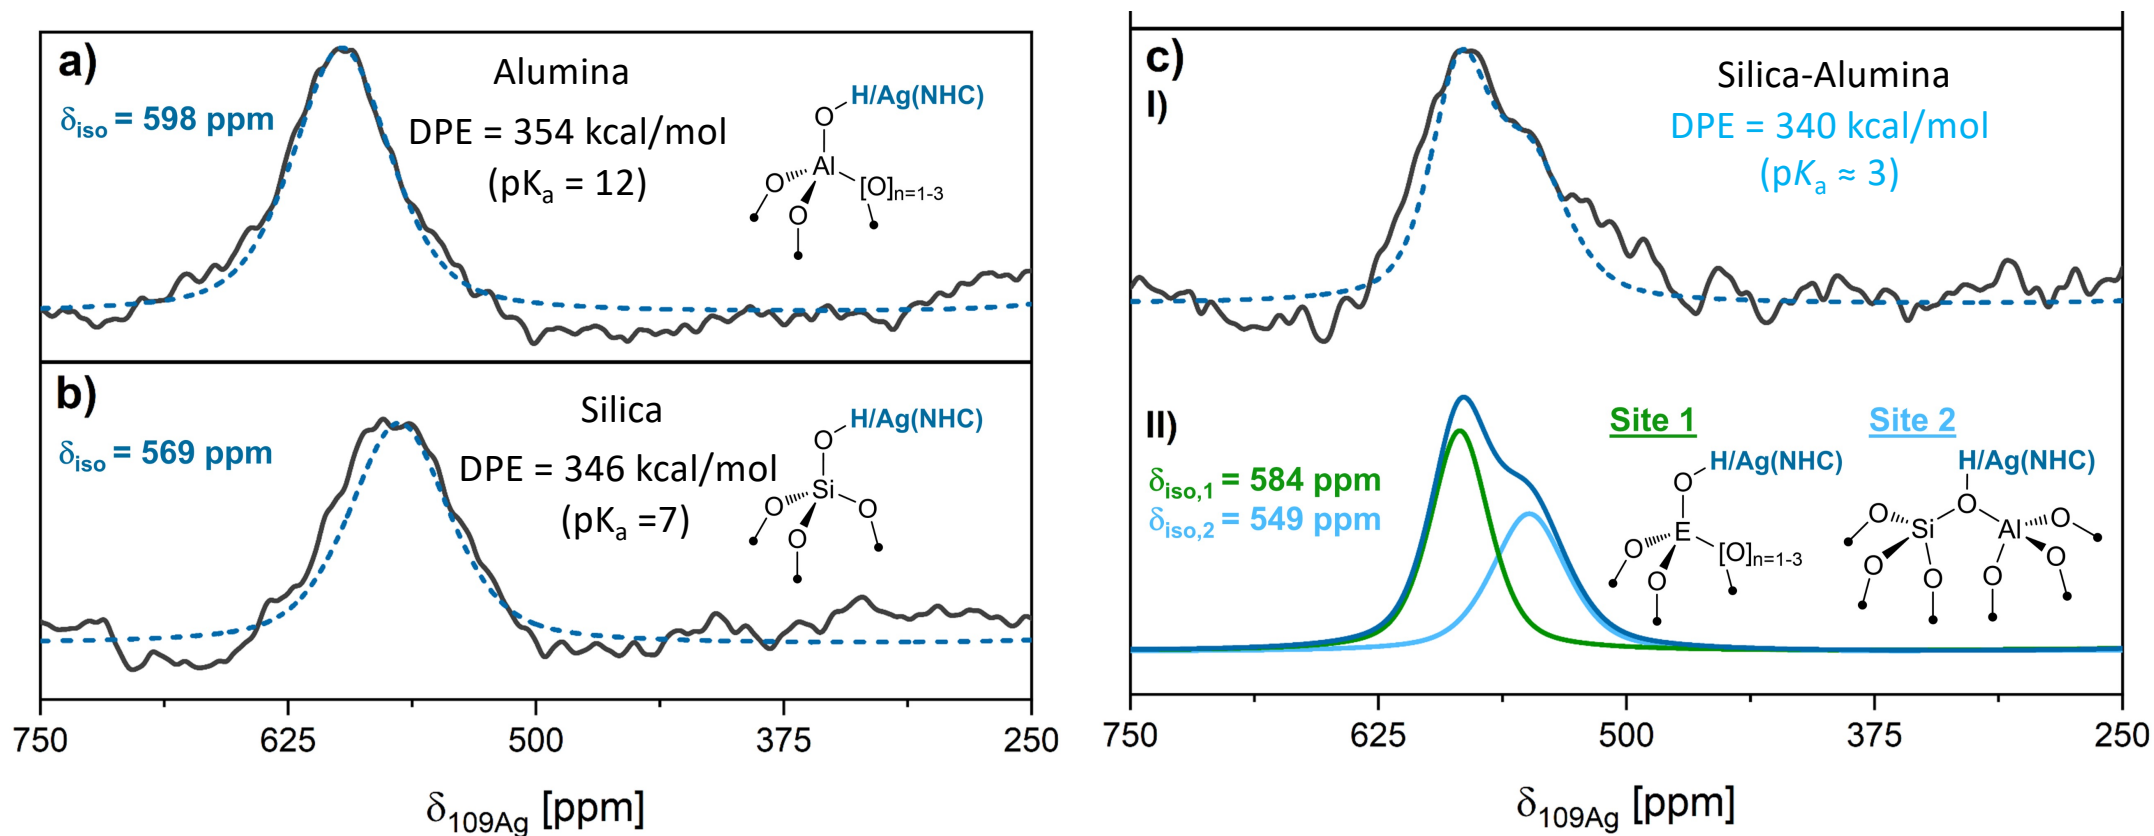 a)
Alumina
δiso = 598 ppm
DPE = 354 kcal/mol
(pKa = 12)
H/Ag(NHC)
O
Al
O
[O]n=1-3
O
b)
Silica
δiso = 569 ppm
DPE = 346 kcal/mol
(pKa =7)
H/Ag(NHC)
O
Si
O
O
O
750
625
500
375
250
δ109Ag [ppm]
c)
I)
Silica-Alumina
DPE = 340 kcal/mol
(pKa ≈ 3)
II)
δiso,1 = 584 ppm
δiso,2 = 549 ppm
Site 1
H/Ag(NHC)
O
E
O
[O]n=1-3
O
Site 2
H/Ag(NHC)
O
O
Si
Al
O
O
O
O
O
750
625
500
375
250
δ109Ag [ppm]